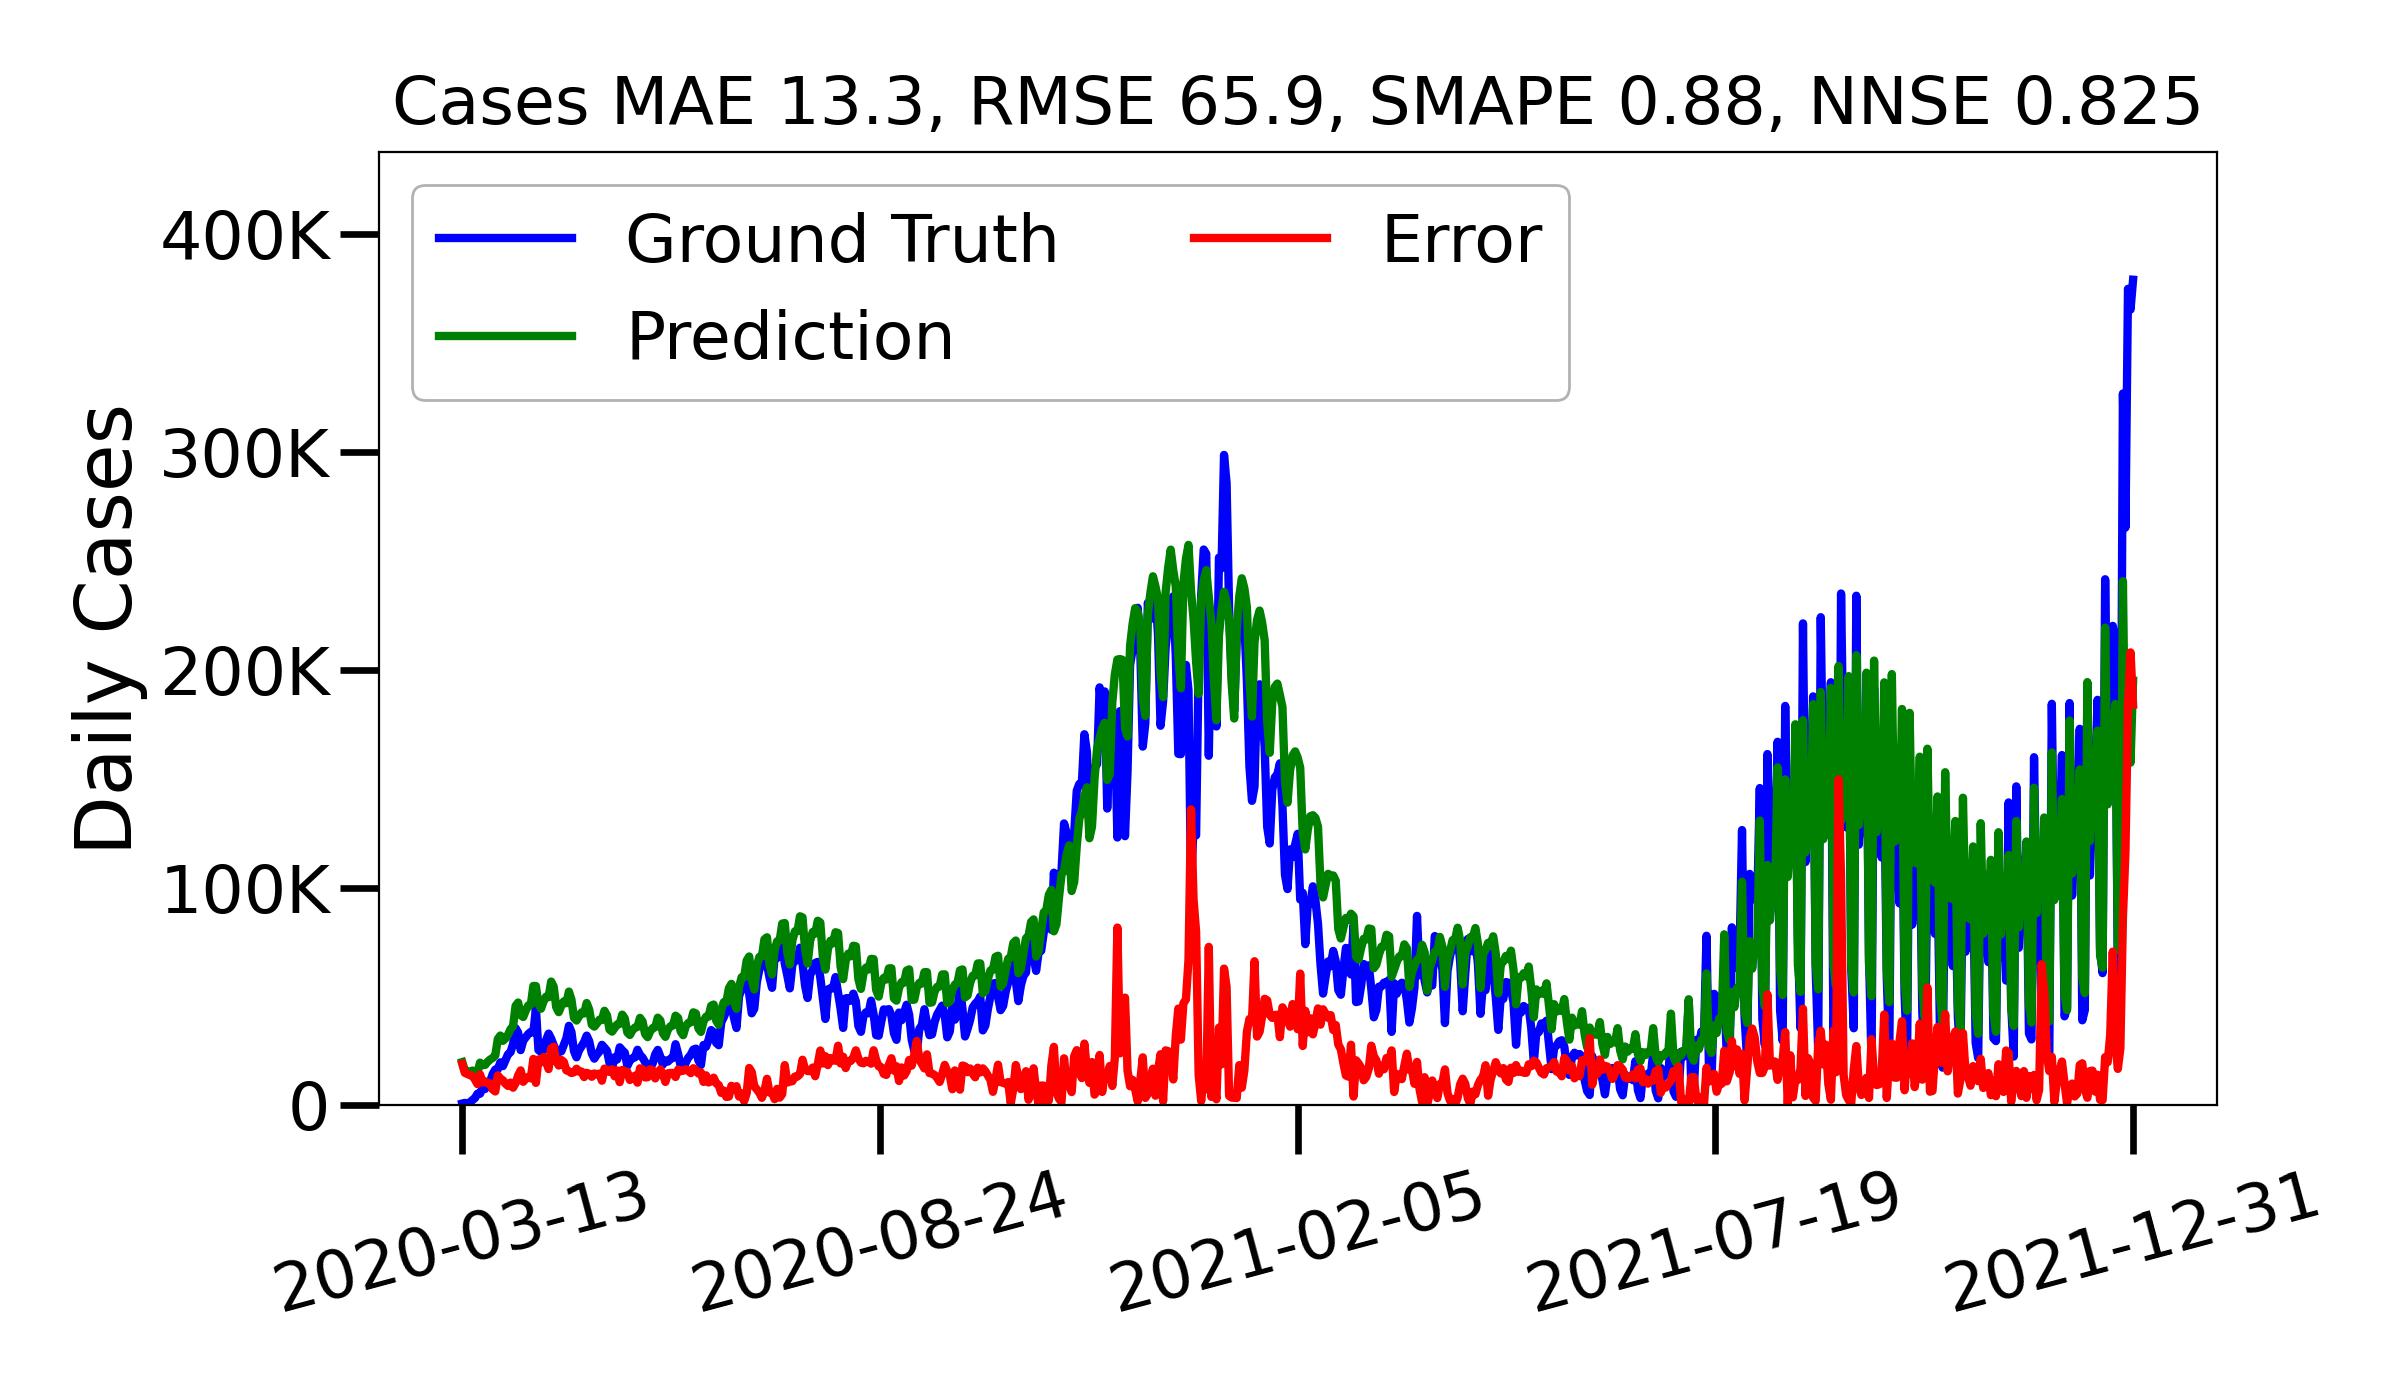 Cases MAE 13.3, RMSE 65.9, SMAPE 0.88, NNSE 0.825
Ground Truth
Prediction
Error
Daily Cases
400K
300K
200K
100K
0
2020-03-13
2020-08-24
2021-02-05
2021-07-19
2021-12-31